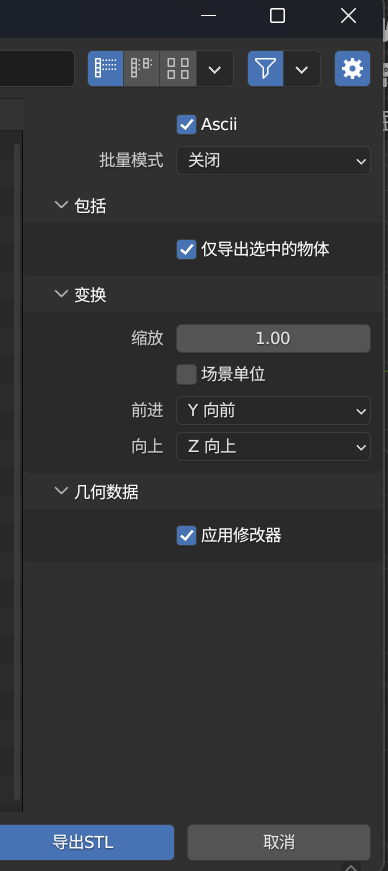 Ascii
批量模式 关闭
包括
仅导出选中的物体
变换
缩放 1.00
场景单位
前进 Y 向前
向上 Z 向上
几何数据
应用修改器
导出STL 取消